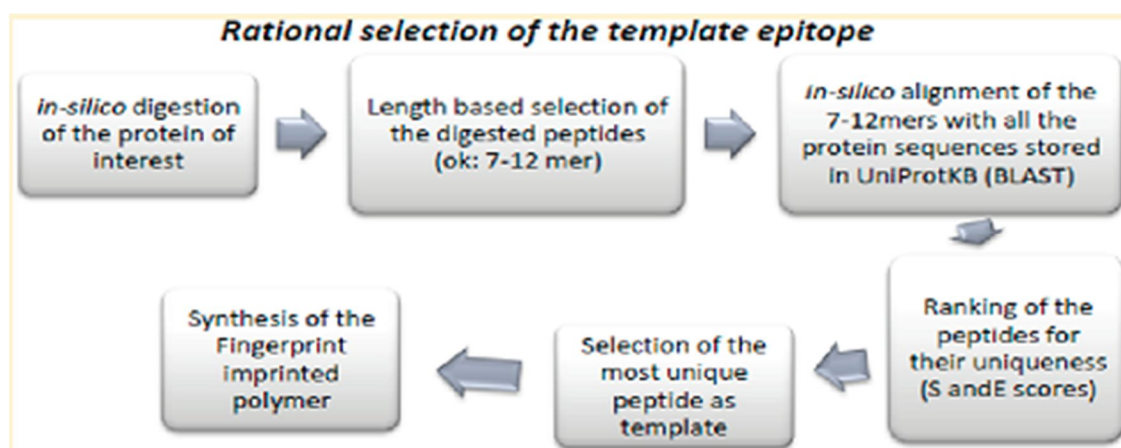 Rational selection of the template epitope
in-silico digestion
of the protein of
interest
Length based selection of
the digested peptides
(ok: 7-12 mer)
in-silico alignment of the
7-12mers with all the
protein sequences stored
in UniProtKB (BLAST)
Ranking of the
peptides for
their uniqueness
(S andE scores)
Selection of the
most unique
peptide as
template
Synthesis of the
Fingerprint
imprinted
polymer